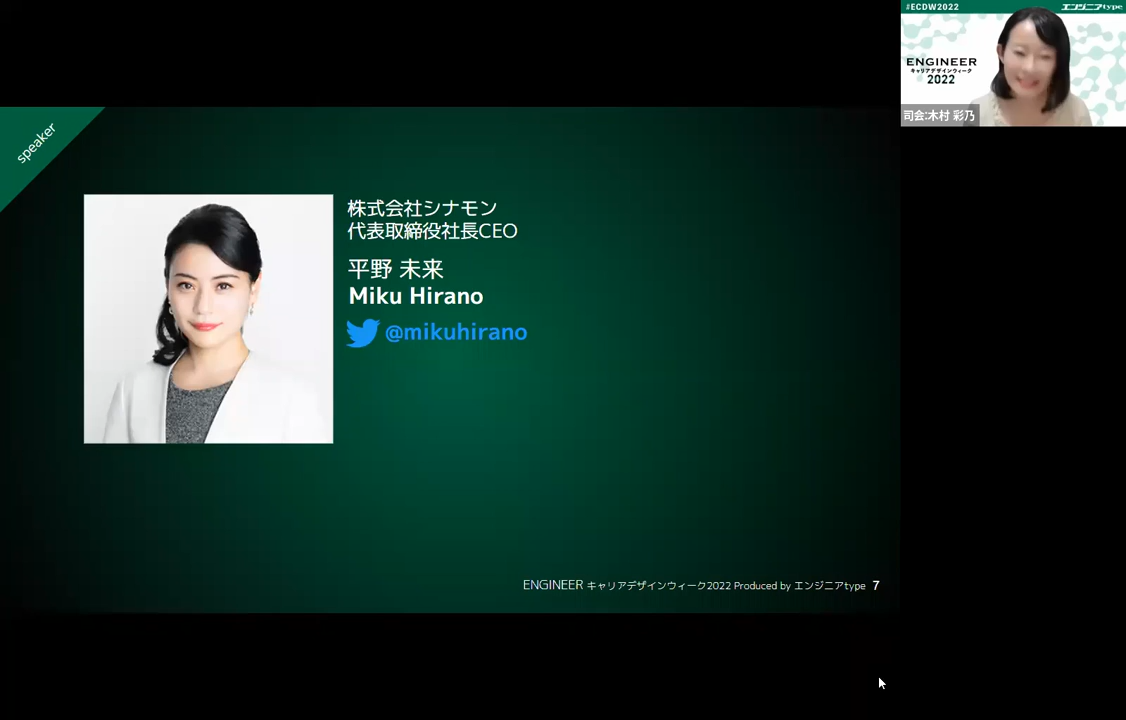 speaker
株式会社シナモン
代表取締役社長CEO
平野 未来
Miku Hirano
@mikuhirano
ENGINEER キャリアデザインウィーク2022 Produced by エンジニアtype 7
#ECDW2022 エンジニアtype
ENGINEER
キャリアデザインウィーク
2022
司会:木村 彩乃